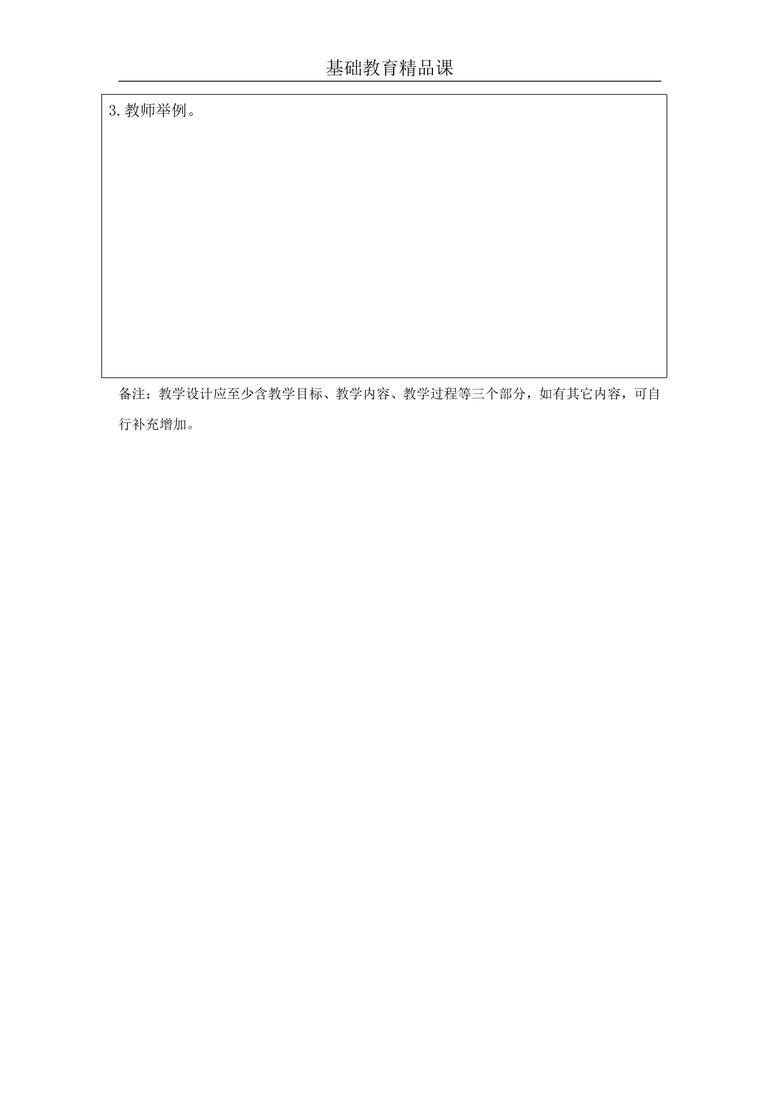 基础教育精品课
3.教师举例。
备注：教学设计应至少含教学目标、教学内容、教学过程等三个部分，如有其它内容，可自
行补充增加。